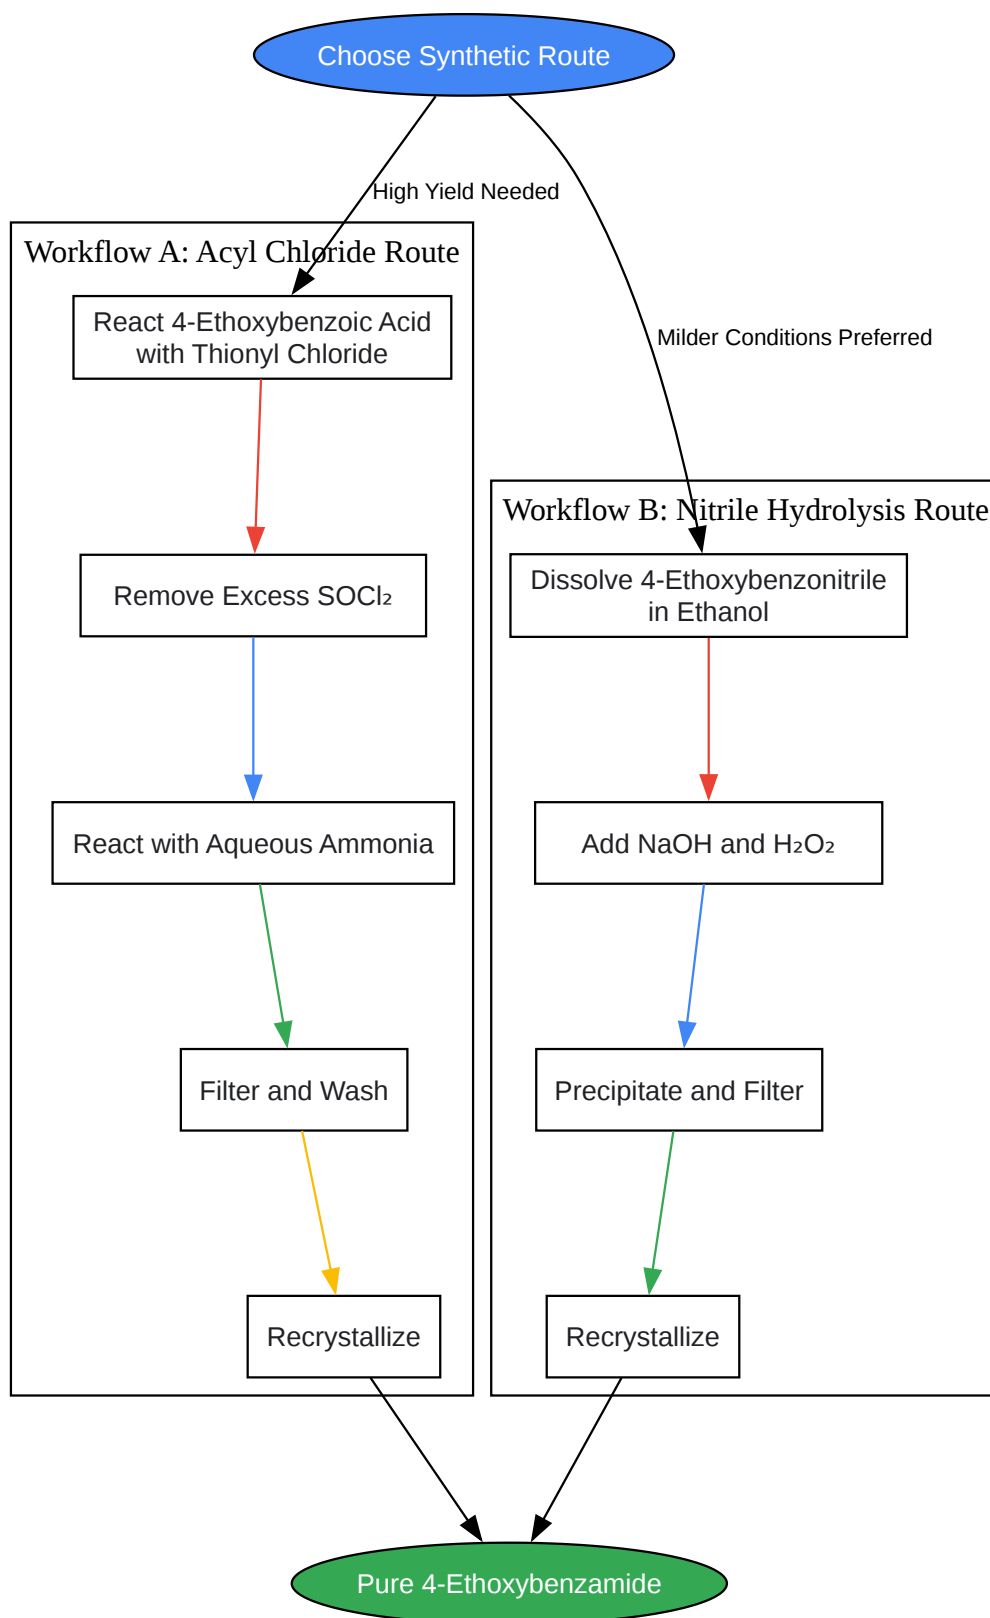 Choose Synthetic Route
High Yield Needed
Workflow A: Acyl Chloride Route
React 4-Ethoxybenzoic Acid
with Thionyl Chloride
Remove Excess SOCl₂
React with Aqueous Ammonia
Filter and Wash
Recrystallize
Milder Conditions Preferred
Workflow B: Nitrile Hydrolysis Route
Dissolve 4-Ethoxybenzonitrile
in Ethanol
Add NaOH and H₂O₂
Precipitate and Filter
Recrystallize
Pure 4-Ethoxybenzamide